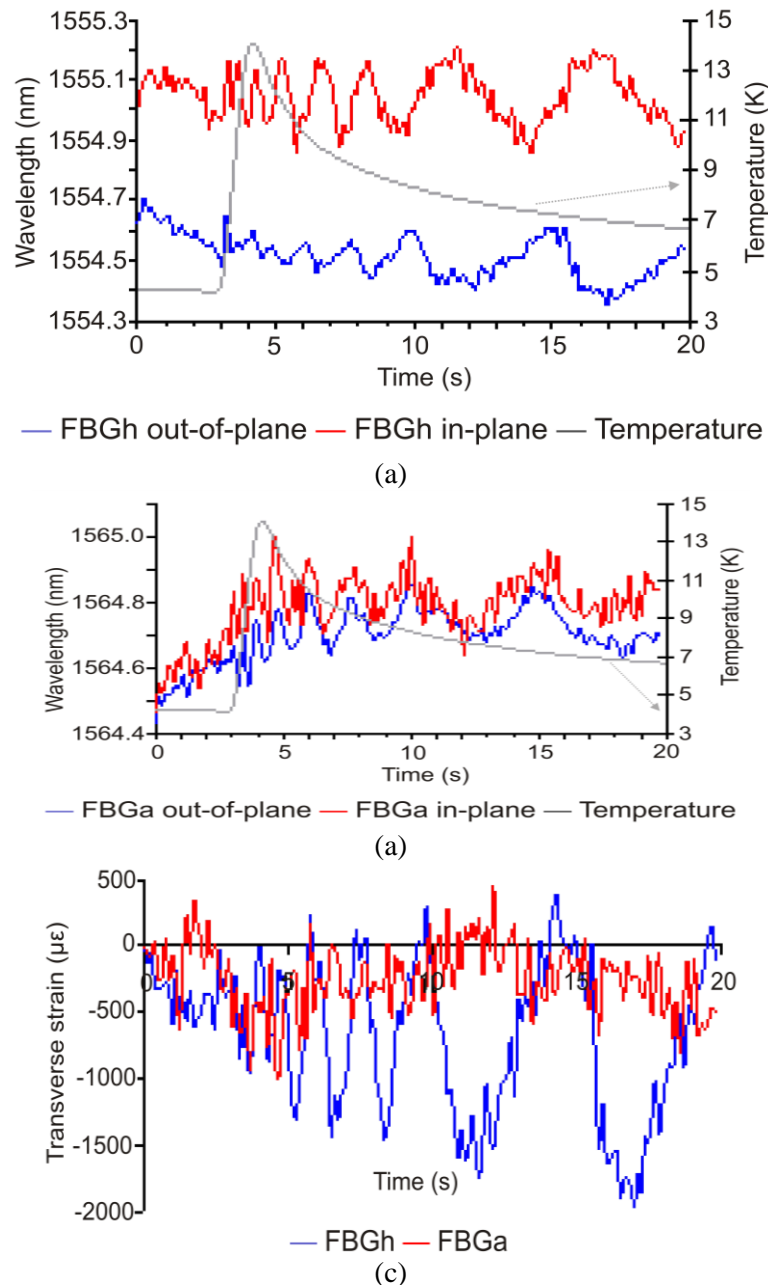 1555.3
1555.1
1554.9
1554.7
1554.5
1554.3
Wavelength (nm)
15
13
11
9
7
5
3
Temperature (K)
0 5 10 15 20
Time (s)
FBGh out-of-plane FBGh in-plane Temperature
(a)
1565.0
1564.8
1564.6
1564.4
Wavelength (nm)
15
13
11
9
7
5
3
Temperature (K)
0 5 10 15 20
Time (s)
FBGa out-of-plane FBGa in-plane Temperature
(a)
500
0
-500
-1000
-1500
-2000
Transverse strain (µε)
0 5 10 15 20
Time (s)
FBGh FBGa
(c)